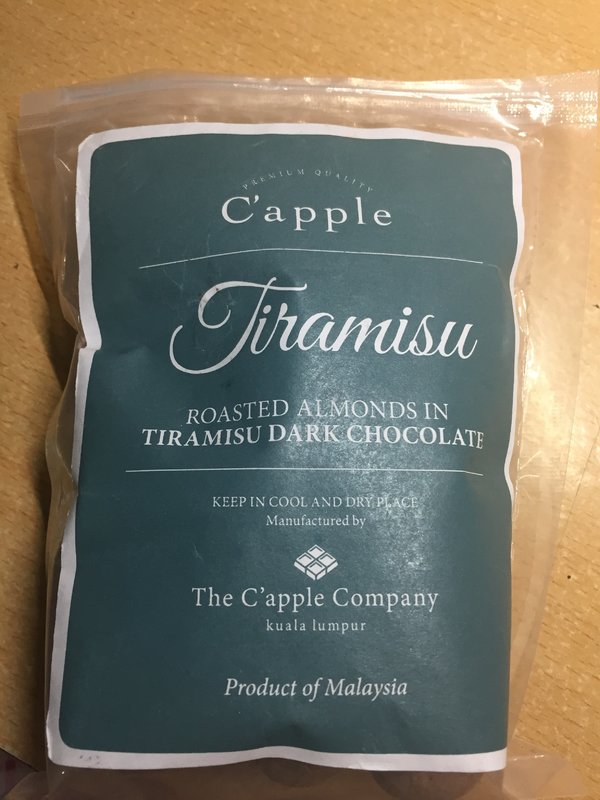 PREMIUM QUALITY
C'apple
Tiramisu
ROASTED ALMONDS IN
TIRAMISU DARK CHOCOLATE
KEEP IN COOL AND DRY PLACE
Manufactured by
The C'apple Company
kuala lumpur
Product of Malaysia